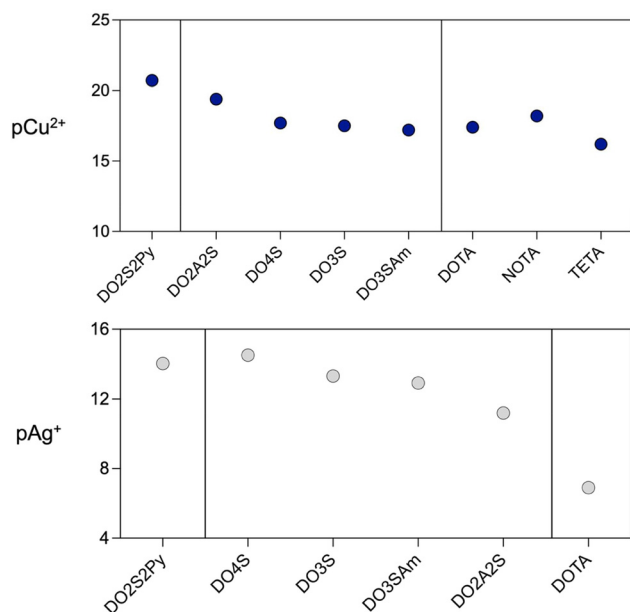 25
20
pCu²⁺
15
10
DO2S2Py
DO2A2S
DO4S
DO3S
DO3SAm
DOTA
NOTA
TETA
16
12
pAg⁺
8
4
DO2S2Py
DO4S
DO3S
DO3SAm
DO2A2S
DOTA